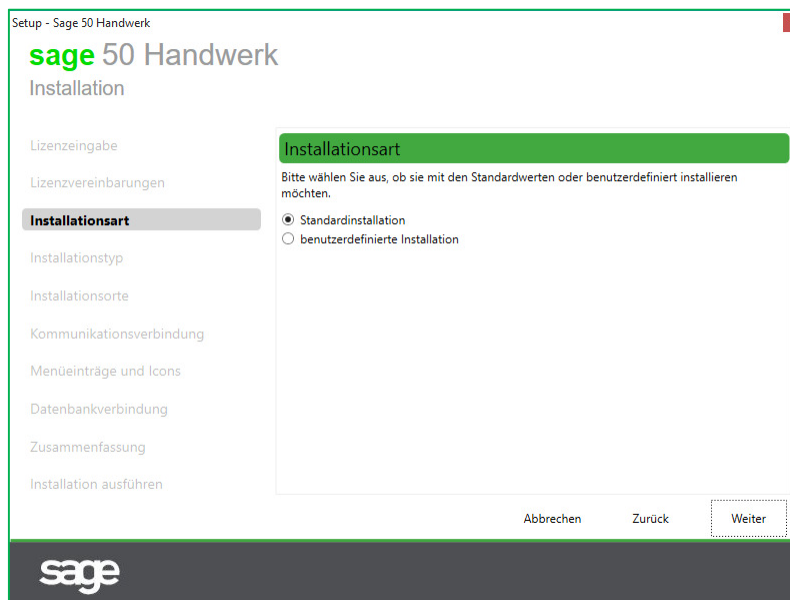 Setup - Sage 50 Handwerk
sage 50 Handwerk
Installation
Lizenzeingabe
Lizenzvereinbarungen
Installationsart
Installationstyp
Installationsorte
Kommunikationsverbindung
Menüeinträge und Icons
Datenbankverbindung
Zusammenfassung
Installation ausführen
Installationsart
Bitte wählen Sie aus, ob sie mit den Standardwerten oder benutzerdefiniert installieren
möchten.
Standardinstallation
benutzerdefinierte Installation
Abbrechen Zurück Weiter
sage